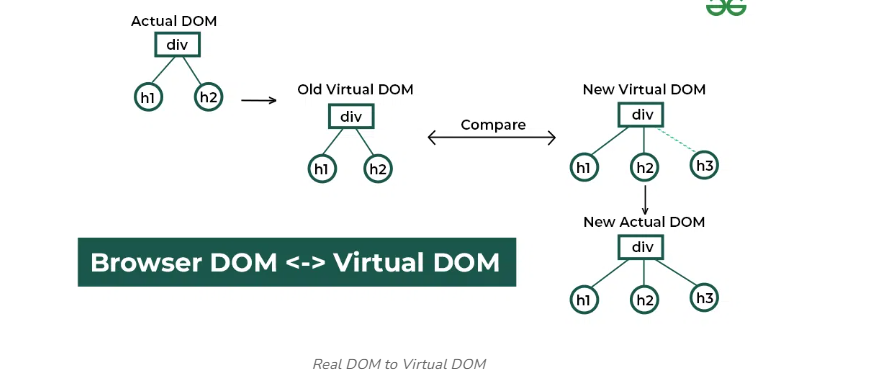 Actual DOM
div
h1 h2
Old Virtual DOM
div
h1 h2
Compare
New Virtual DOM
div
h1 h2 h3
New Actual DOM
div
h1 h2 h3
Browser DOM <-> Virtual DOM
Real DOM to Virtual DOM